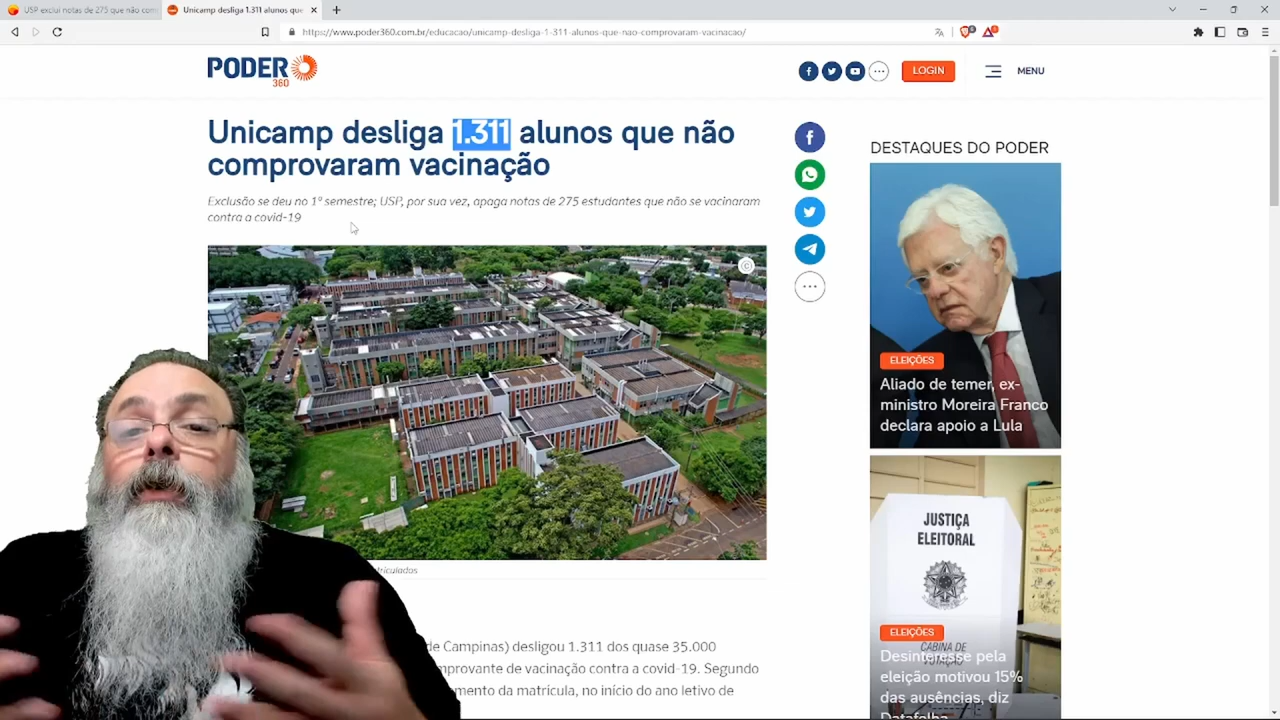 USP exclui notas de 275 que não com
Unicamp desliga 1.311 alunos que
https://www.poder360.com.br/educacao/unicamp-desliga-1-311-alunos-que-nao-comprovaram-vacinacao/
PODER
360
LOGIN
MENU
Unicamp desliga 1.311 alunos que não
comprovaram vacinação
Exclusão se deu no 1º semestre; USP, por sua vez, apaga notas de 275 estudantes que não se vacinaram
contra a covid-19
triculados
de Campinas) desligou 1.311 dos quase 35.000
mprovante de vacinação contra a covid-19. Segundo
mento da matrícula, no início do ano letivo de
DESTAQUES DO PODER
ELEIÇÕES
Aliado de temer, ex-
ministro Moreira Franco
declara apoio a Lula
JUSTIÇA
ELEITORAL
CABINA DE
VOTAÇÃO
ELEIÇÕES
Desinteresse pela
eleição motivou 15%
das ausências, diz
Datafolha